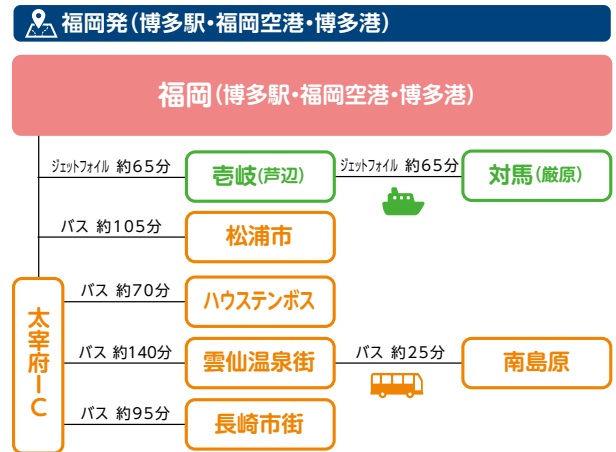 福岡発(博多駅・福岡空港・博多港)
福岡(博多駅・福岡空港・博多港)
ジェットフォイル 約65分
壱岐(芦辺)
ジェットフォイル 約65分
対馬(厳原)
バス 約105分
松浦市
太宰府IC
バス 約70分
ハウステンボス
バス 約140分
雲仙温泉街
バス 約25分
南島原
バス 約95分
長崎市街